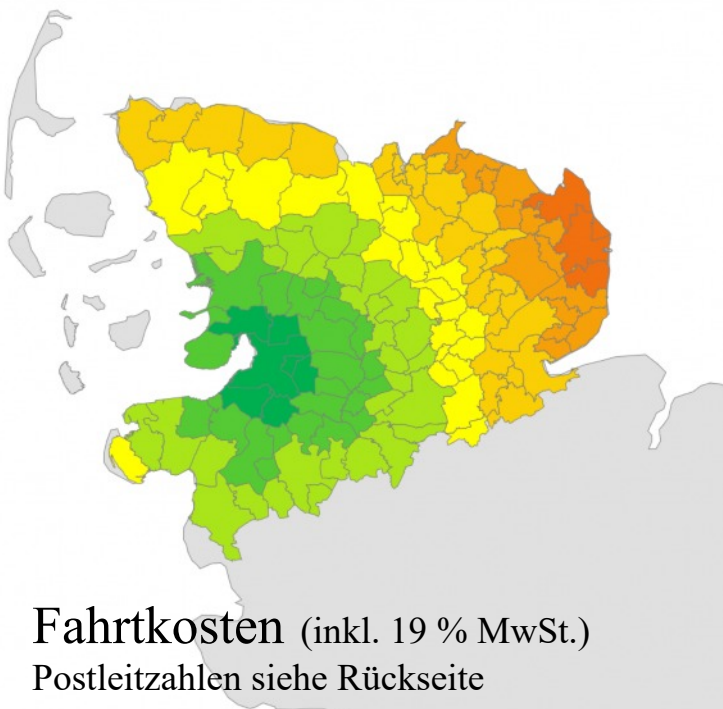 Fahrtkosten (inkl. 19 % MwSt.)
Postleitzahlen siehe Rückseite